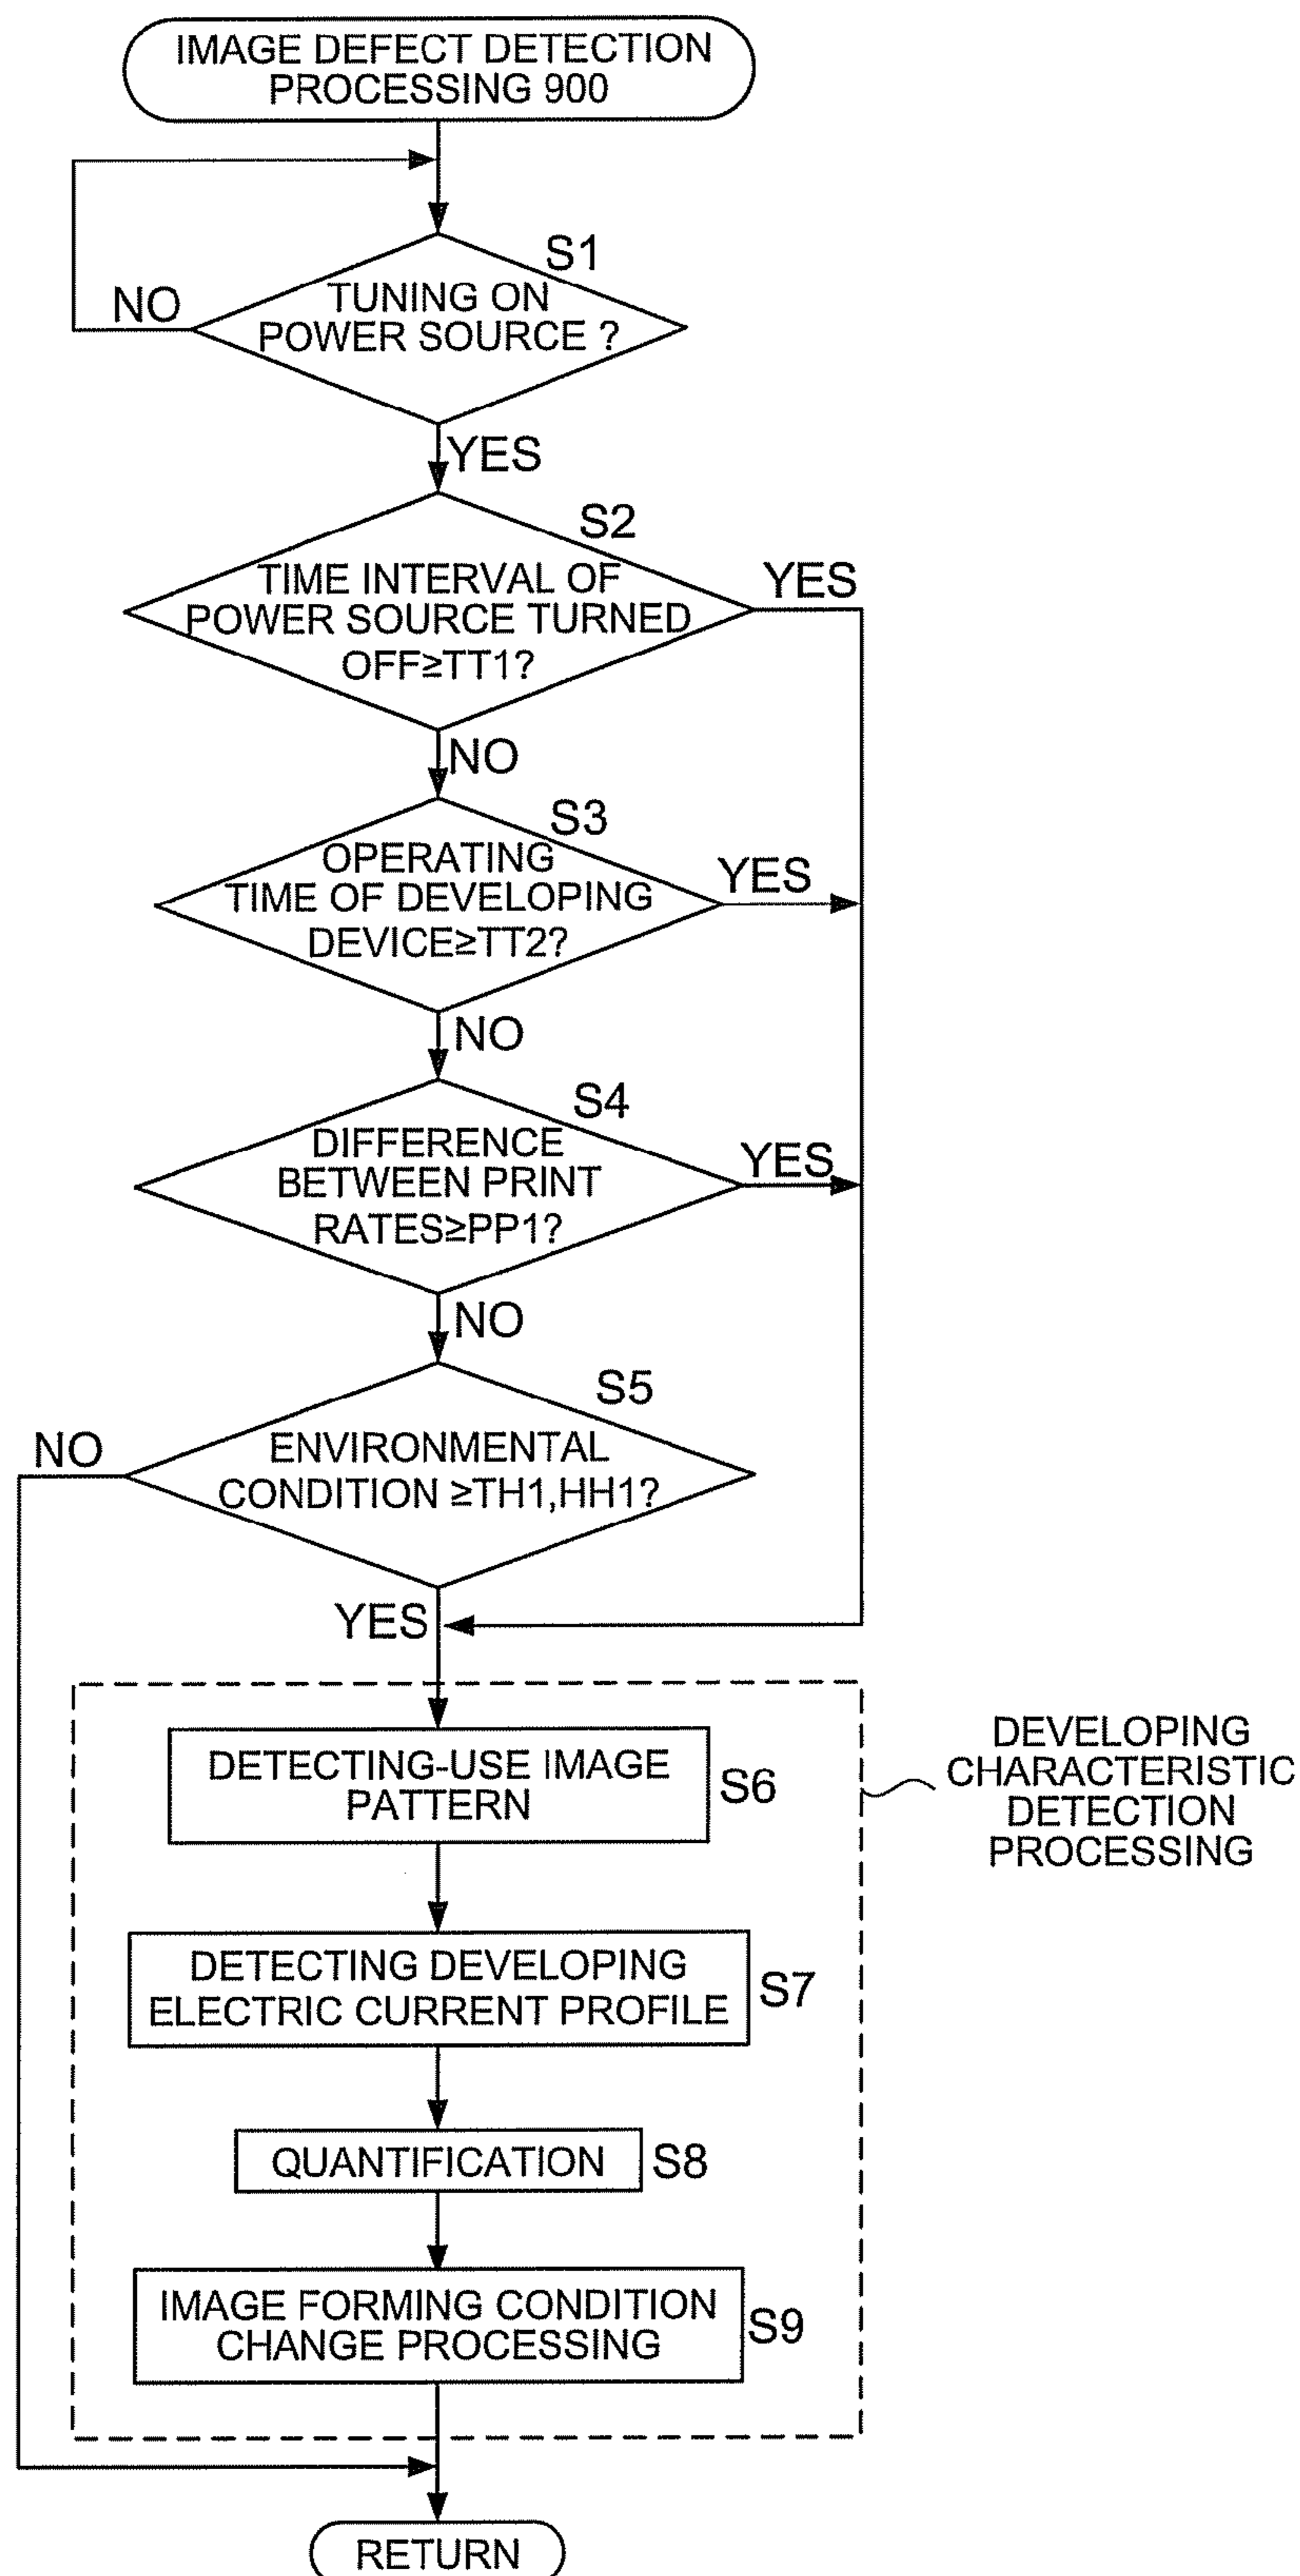 IMAGE DEFECT DETECTION
PROCESSING 900
S1
TUNING ON
POWER SOURCE ?
NO
YES
S2
TIME INTERVAL OF
POWER SOURCE TURNED
OFF≥TT1?
YES
NO
S3
OPERATING
TIME OF DEVELOPING
DEVICE≥TT2?
YES
NO
S4
DIFFERENCE
BETWEEN PRINT
RATES≥PP1?
YES
NO
S5
ENVIRONMENTAL
CONDITION ≥TH1,HH1?
NO
YES
DEVELOPING
CHARACTERISTIC
DETECTION
PROCESSING
DETECTING-USE IMAGE
PATTERN
S6
DETECTING DEVELOPING
ELECTRIC CURRENT PROFILE
S7
QUANTIFICATION
S8
IMAGE FORMING CONDITION
CHANGE PROCESSING
S9
RETURN